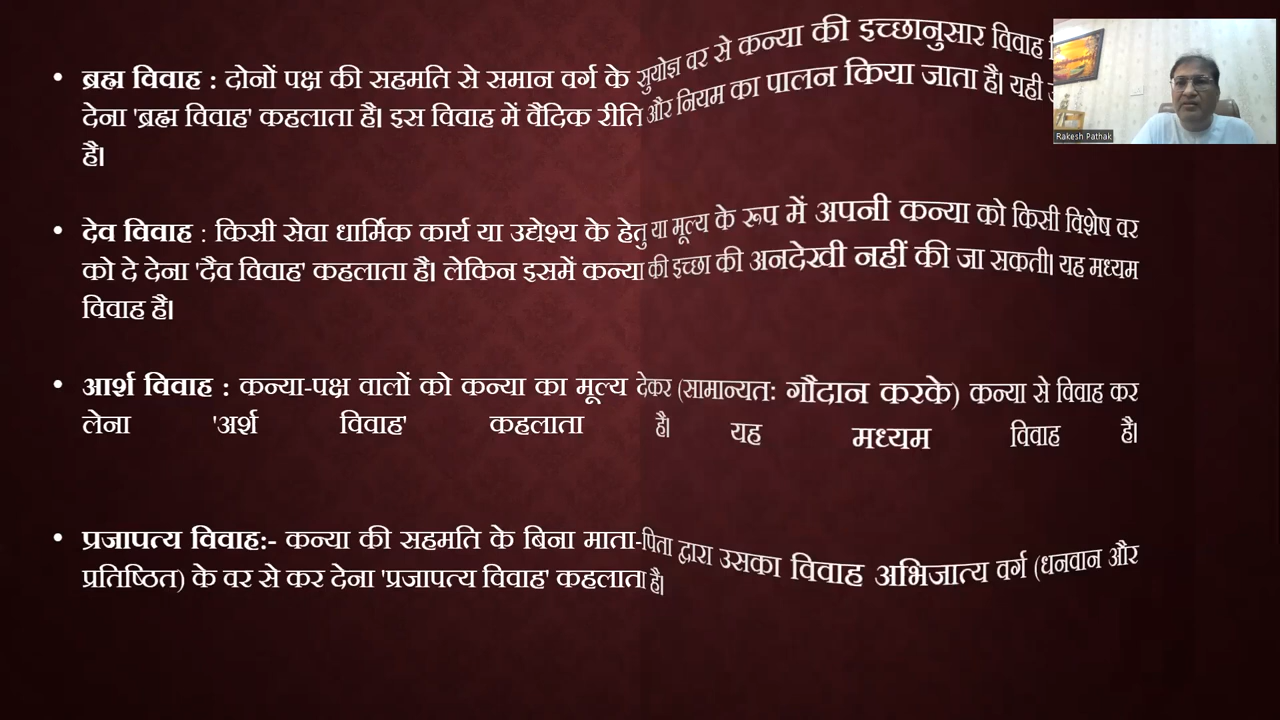 • ब्रह्म विवाह : दोनों पक्ष की सहमति से समान वर्ग के सुयोज्ञ वर से कन्या की इच्छानुसार विवाह
देना 'ब्रह्म विवाह' कहलाता है। इस विवाह में वैदिक रीति और नियम का पालन किया जाता है। यही
है।
• देव विवाह : किसी सेवा धार्मिक कार्य या उद्येश्य के हेतु या मूल्य के रूप में अपनी कन्या को किसी विशेष वर
को दे देना 'दैव विवाह' कहलाता है। लेकिन इसमें कन्या की इच्छा की अनदेखी नहीं की जा सकती। यह मध्यम
विवाह है।
• आर्श विवाह : कन्या-पक्ष वालों को कन्या का मूल्य देकर (सामान्यतः गौदान करके) कन्या से विवाह कर
लेना 'अर्श विवाह' कहलाता है। यह मध्यम विवाह है।
• प्रजापत्य विवाह:- कन्या की सहमति के बिना माता-पिता द्वारा उसका विवाह अभिजात्य वर्ग (धनवान और
प्रतिष्ठित) के वर से कर देना 'प्रजापत्य विवाह' कहलाता है।
Rakesh Pathak